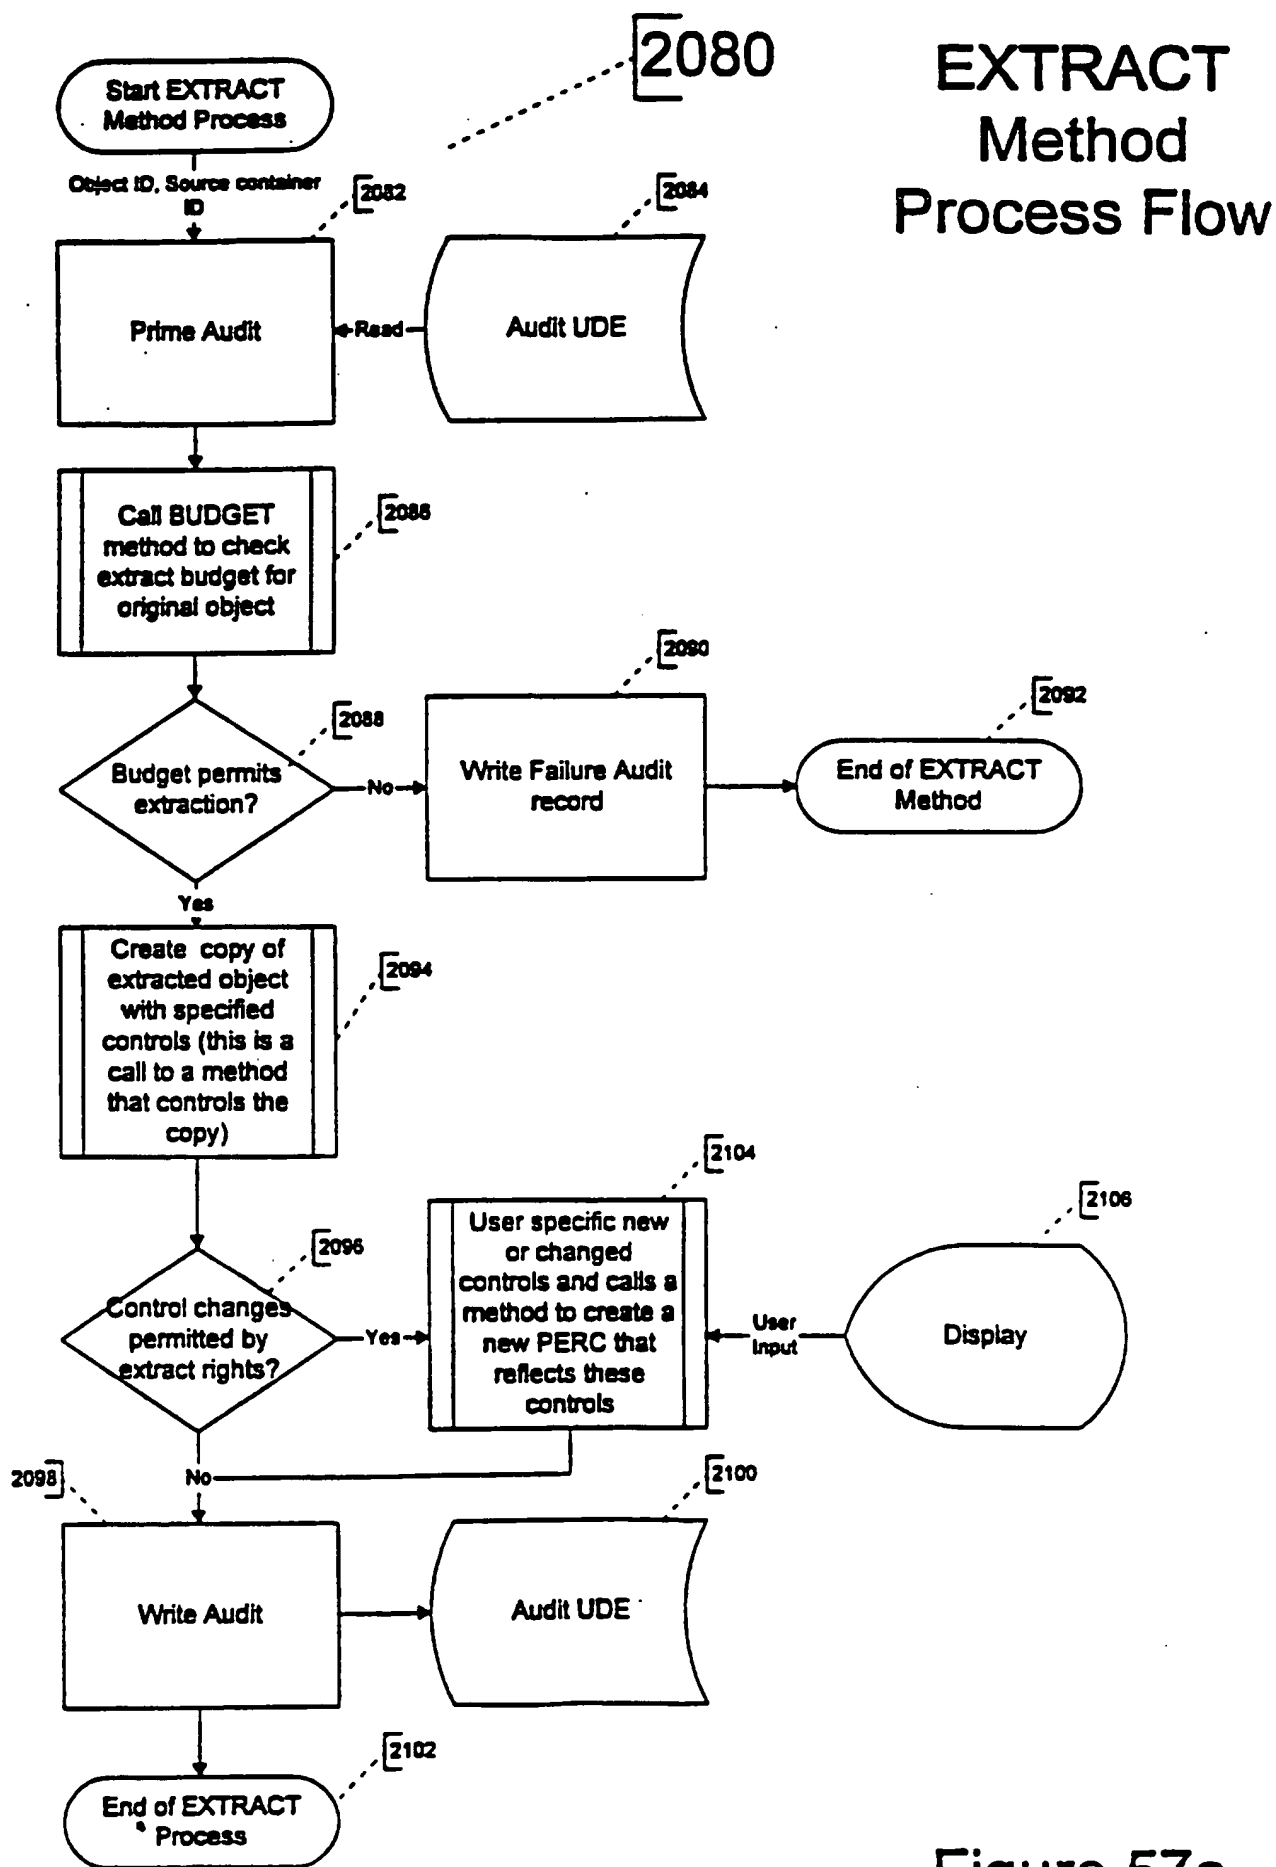 2080
EXTRACT
Method
Process Flow
Start EXTRACT
Method Process
Object ID, Source container
ID
2082
2084
Prime Audit
Read
Audit UDE
Call BUDGET
method to check
extract budget for
original object
2086
2090
2092
2088
Budget permits
extraction?
No
Write Failure Audit
record
End of EXTRACT
Method
Yes
Create copy of
extracted object
with specified
controls (this is a
call to a method
that controls the
copy)
2094
2104
2106
2096
Control changes
permitted by
extract rights?
Yes
User specific new
or changed
controls and calls a
method to create a
new PERC that
reflects these
controls
User
Input
Display
2098
No
2100
Write Audit
Audit UDE
2102
End of EXTRACT
Process